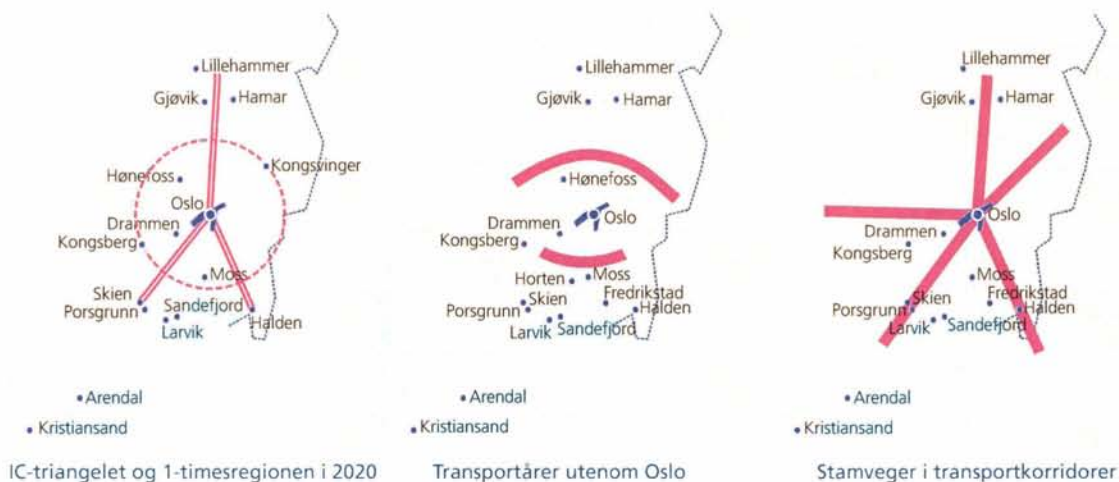 Lillehammer
Gjøvik
Hamar
Kongsvinger
Hønefoss
Oslo
Drammen
Kongsberg
Moss
Skien
Sandefjord
Porsgrunn
Halden
Larvik
Arendal
Kristiansand
IC-triangelet og 1-timesregionen i 2020
Lillehammer
Gjøvik
Hamar
Hønefoss
Oslo
Drammen
Kongsberg
Moss
Horten
Fredrikstad
Skien
Porsgrunn
Halden
Larvik
Sandefjord
Arendal
Kristiansand
Transportårer utenom Oslo
Lillehammer
Gjøvik
Hamar
Oslo
Drammen
Kongsberg
Moss
Skien
Fredrikstad
Porsgrunn
Halden
Larvik
Sandefjord
Arendal
Kristiansand
Stamveger i transportkorridorer